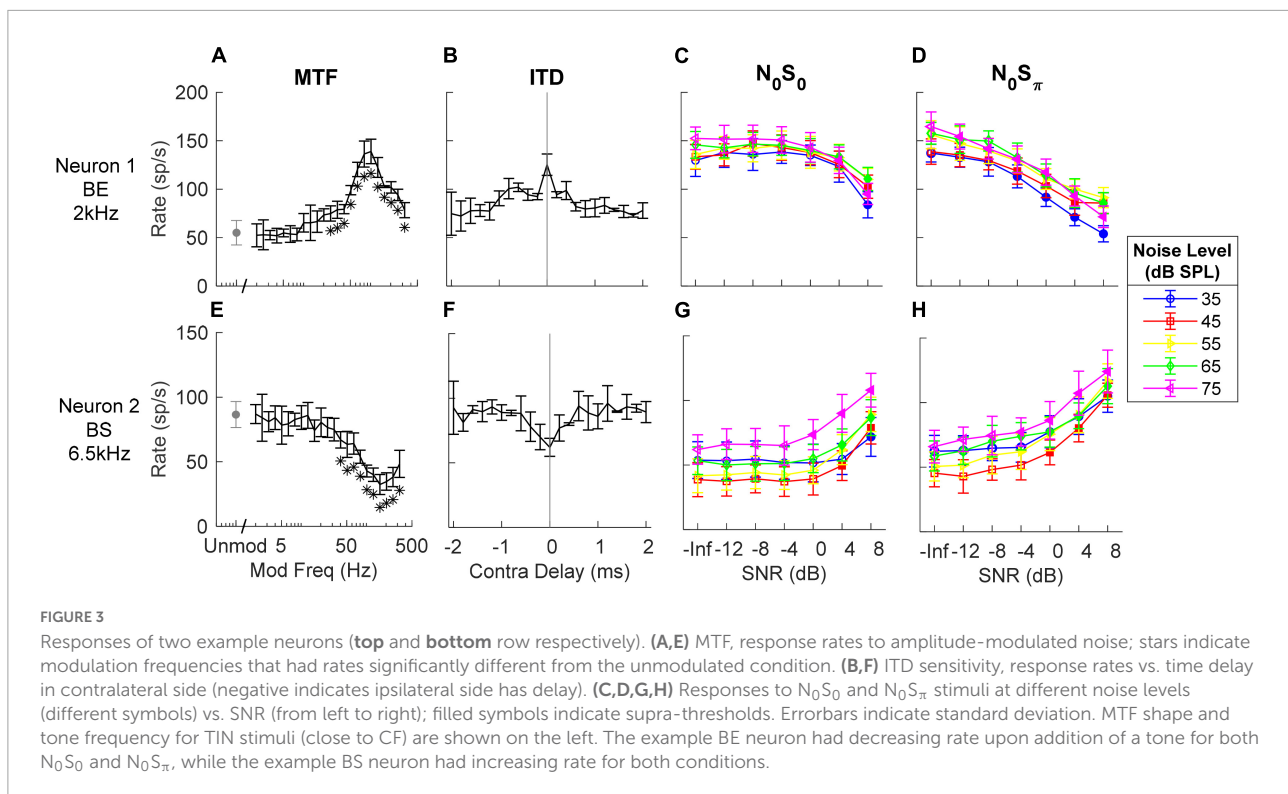 A
MTF
B
ITD
C
N₀S₀
D
N₀Sπ
Neuron 1
BE
2kHz
Rate (sp/s)
200
150
100
50
0
Noise Level
(dB SPL)
35
45
55
65
75
E
F
G
H
Neuron 2
BS
6.5kHz
Rate (sp/s)
150
100
50
0
Unmod 5 50 500
Mod Freq (Hz)
-2 -1 0 1 2
Contra Delay (ms)
-Inf -12 -8 -4 0 4 8
SNR (dB)
-Inf -12 -8 -4 0 4 8
SNR (dB)
FIGURE 3
Responses of two example neurons (top and bottom row respectively). (A,E) MTF, response rates to amplitude-modulated noise; stars indicate
modulation frequencies that had rates significantly different from the unmodulated condition. (B,F) ITD sensitivity, response rates vs. time delay
in contralateral side (negative indicates ipsilateral side has delay). (C,D,G,H) Responses to N₀S₀ and N₀Sπ stimuli at different noise levels
(different symbols) vs. SNR (from left to right); filled symbols indicate supra-thresholds. Errorbars indicate standard deviation. MTF shape and
tone frequency for TIN stimuli (close to CF) are shown on the left. The example BE neuron had decreasing rate upon addition of a tone for both
N₀S₀ and N₀Sπ, while the example BS neuron had increasing rate for both conditions.